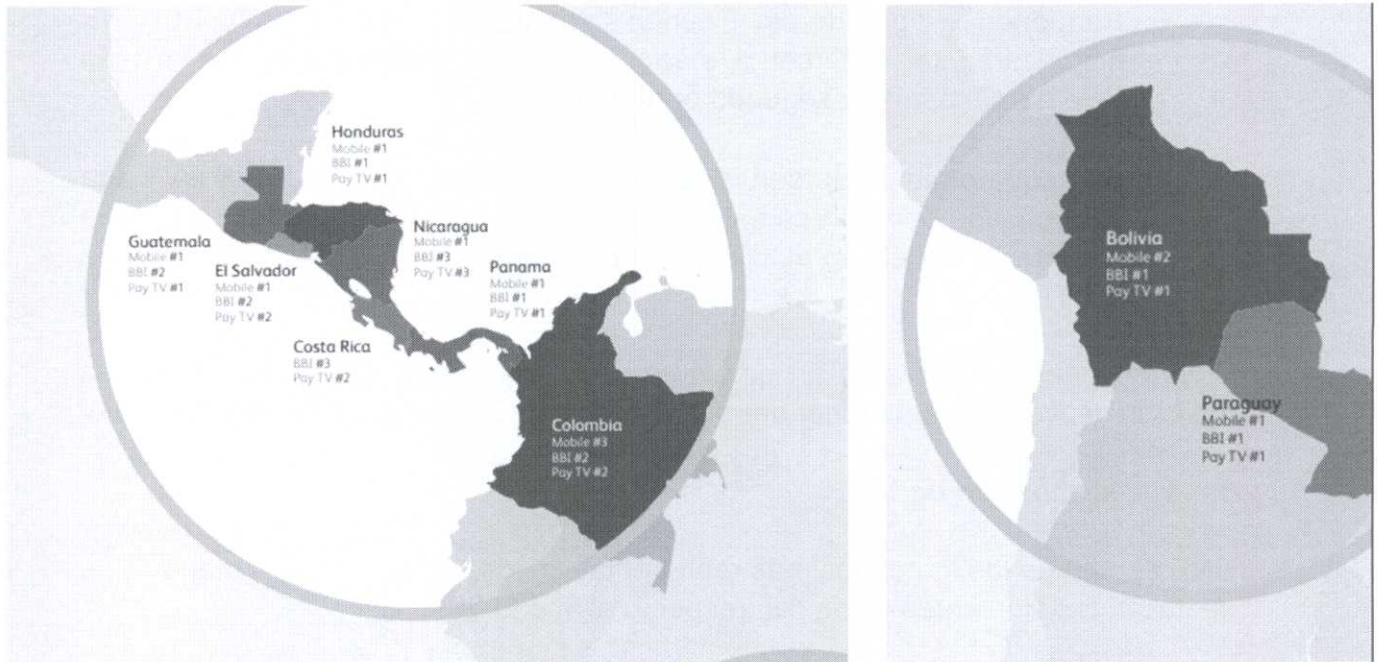 Honduras
Mobile #1
BBI #1
Pay TV #1
Guatemala
Mobile #1
BBI #2
Pay TV #1
El Salvador
Mobile #1
BBI #2
Pay TV #2
Nicaragua
Mobile #1
BBI #3
Pay TV #3
Panama
Mobile #1
BBI #1
Pay TV #1
Costa Rica
BBI #3
Pay TV #2
Colombia
Mobile #3
BBI #2
Pay TV #2
Bolivia
Mobile #2
BBI #1
Pay TV #1
Paraguay
Mobile #1
BBI #1
Pay TV #1